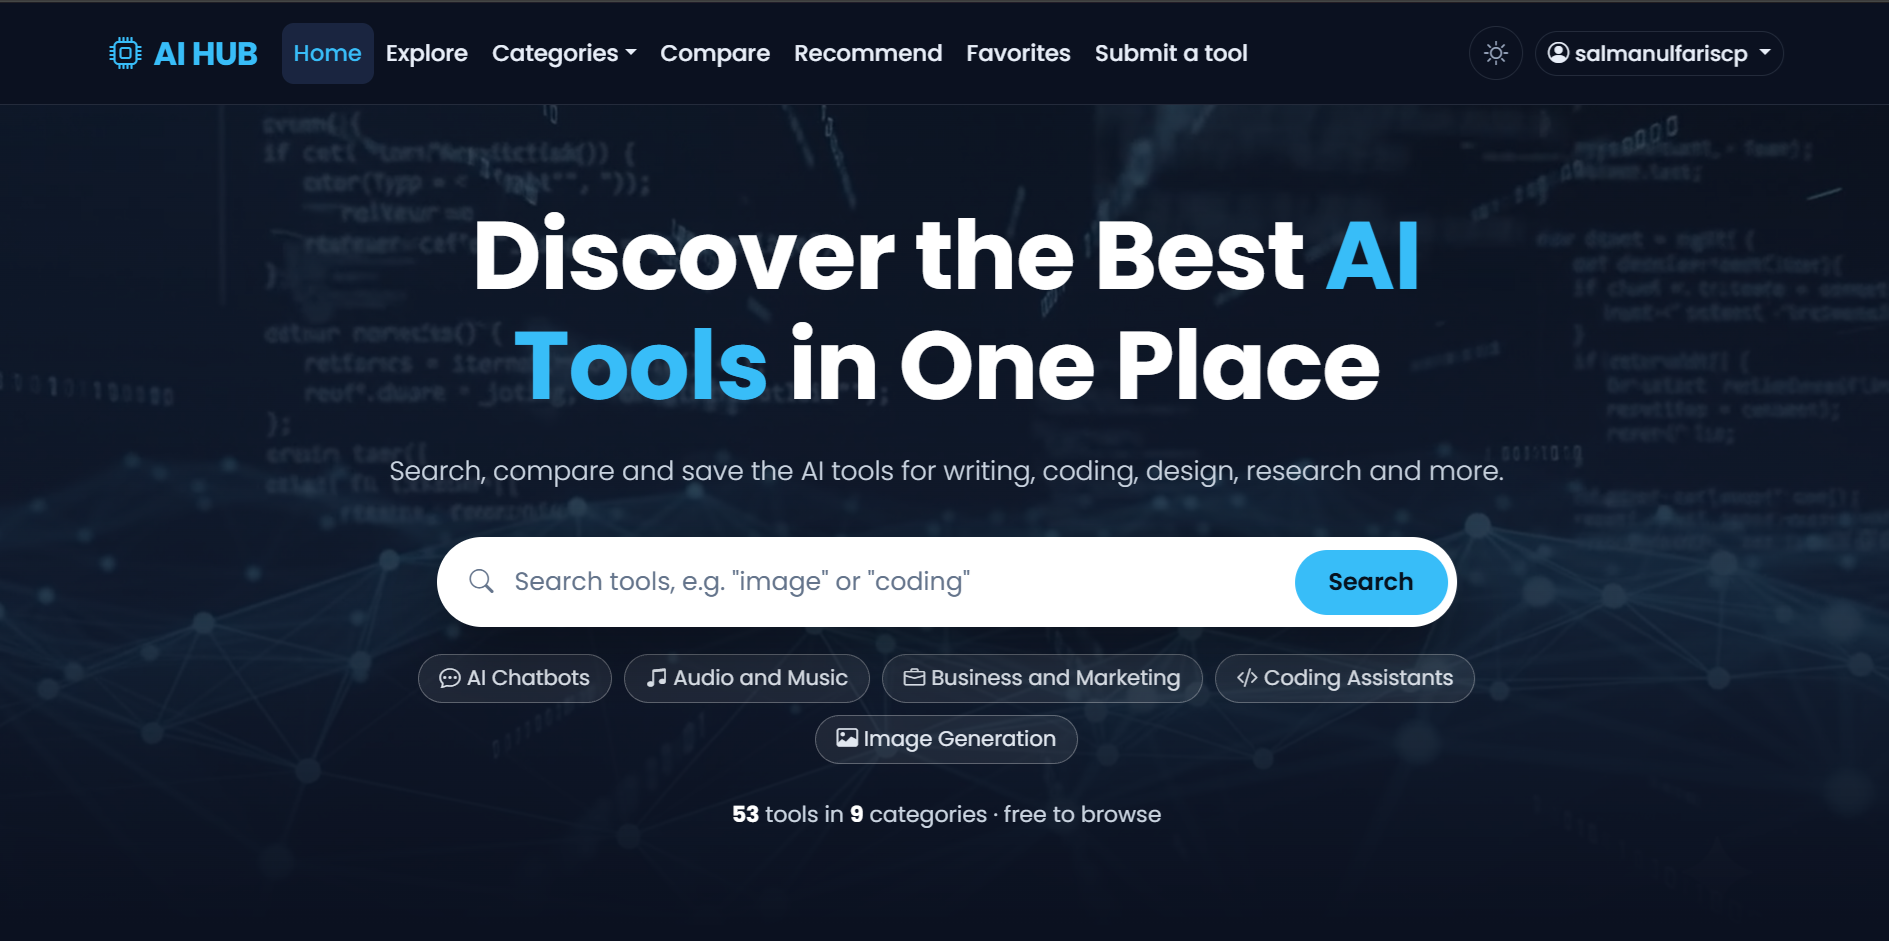 AI HUB
Home
Explore
Categories
Compare
Recommend
Favorites
Submit a tool
salmanulfariscp
Discover the Best AI
Tools in One Place
Search, compare and save the AI tools for writing, coding, design, research and more.
Search tools, e.g. "image" or "coding"
Search
AI Chatbots
Audio and Music
Business and Marketing
Coding Assistants
Image Generation
53 tools in 9 categories · free to browse